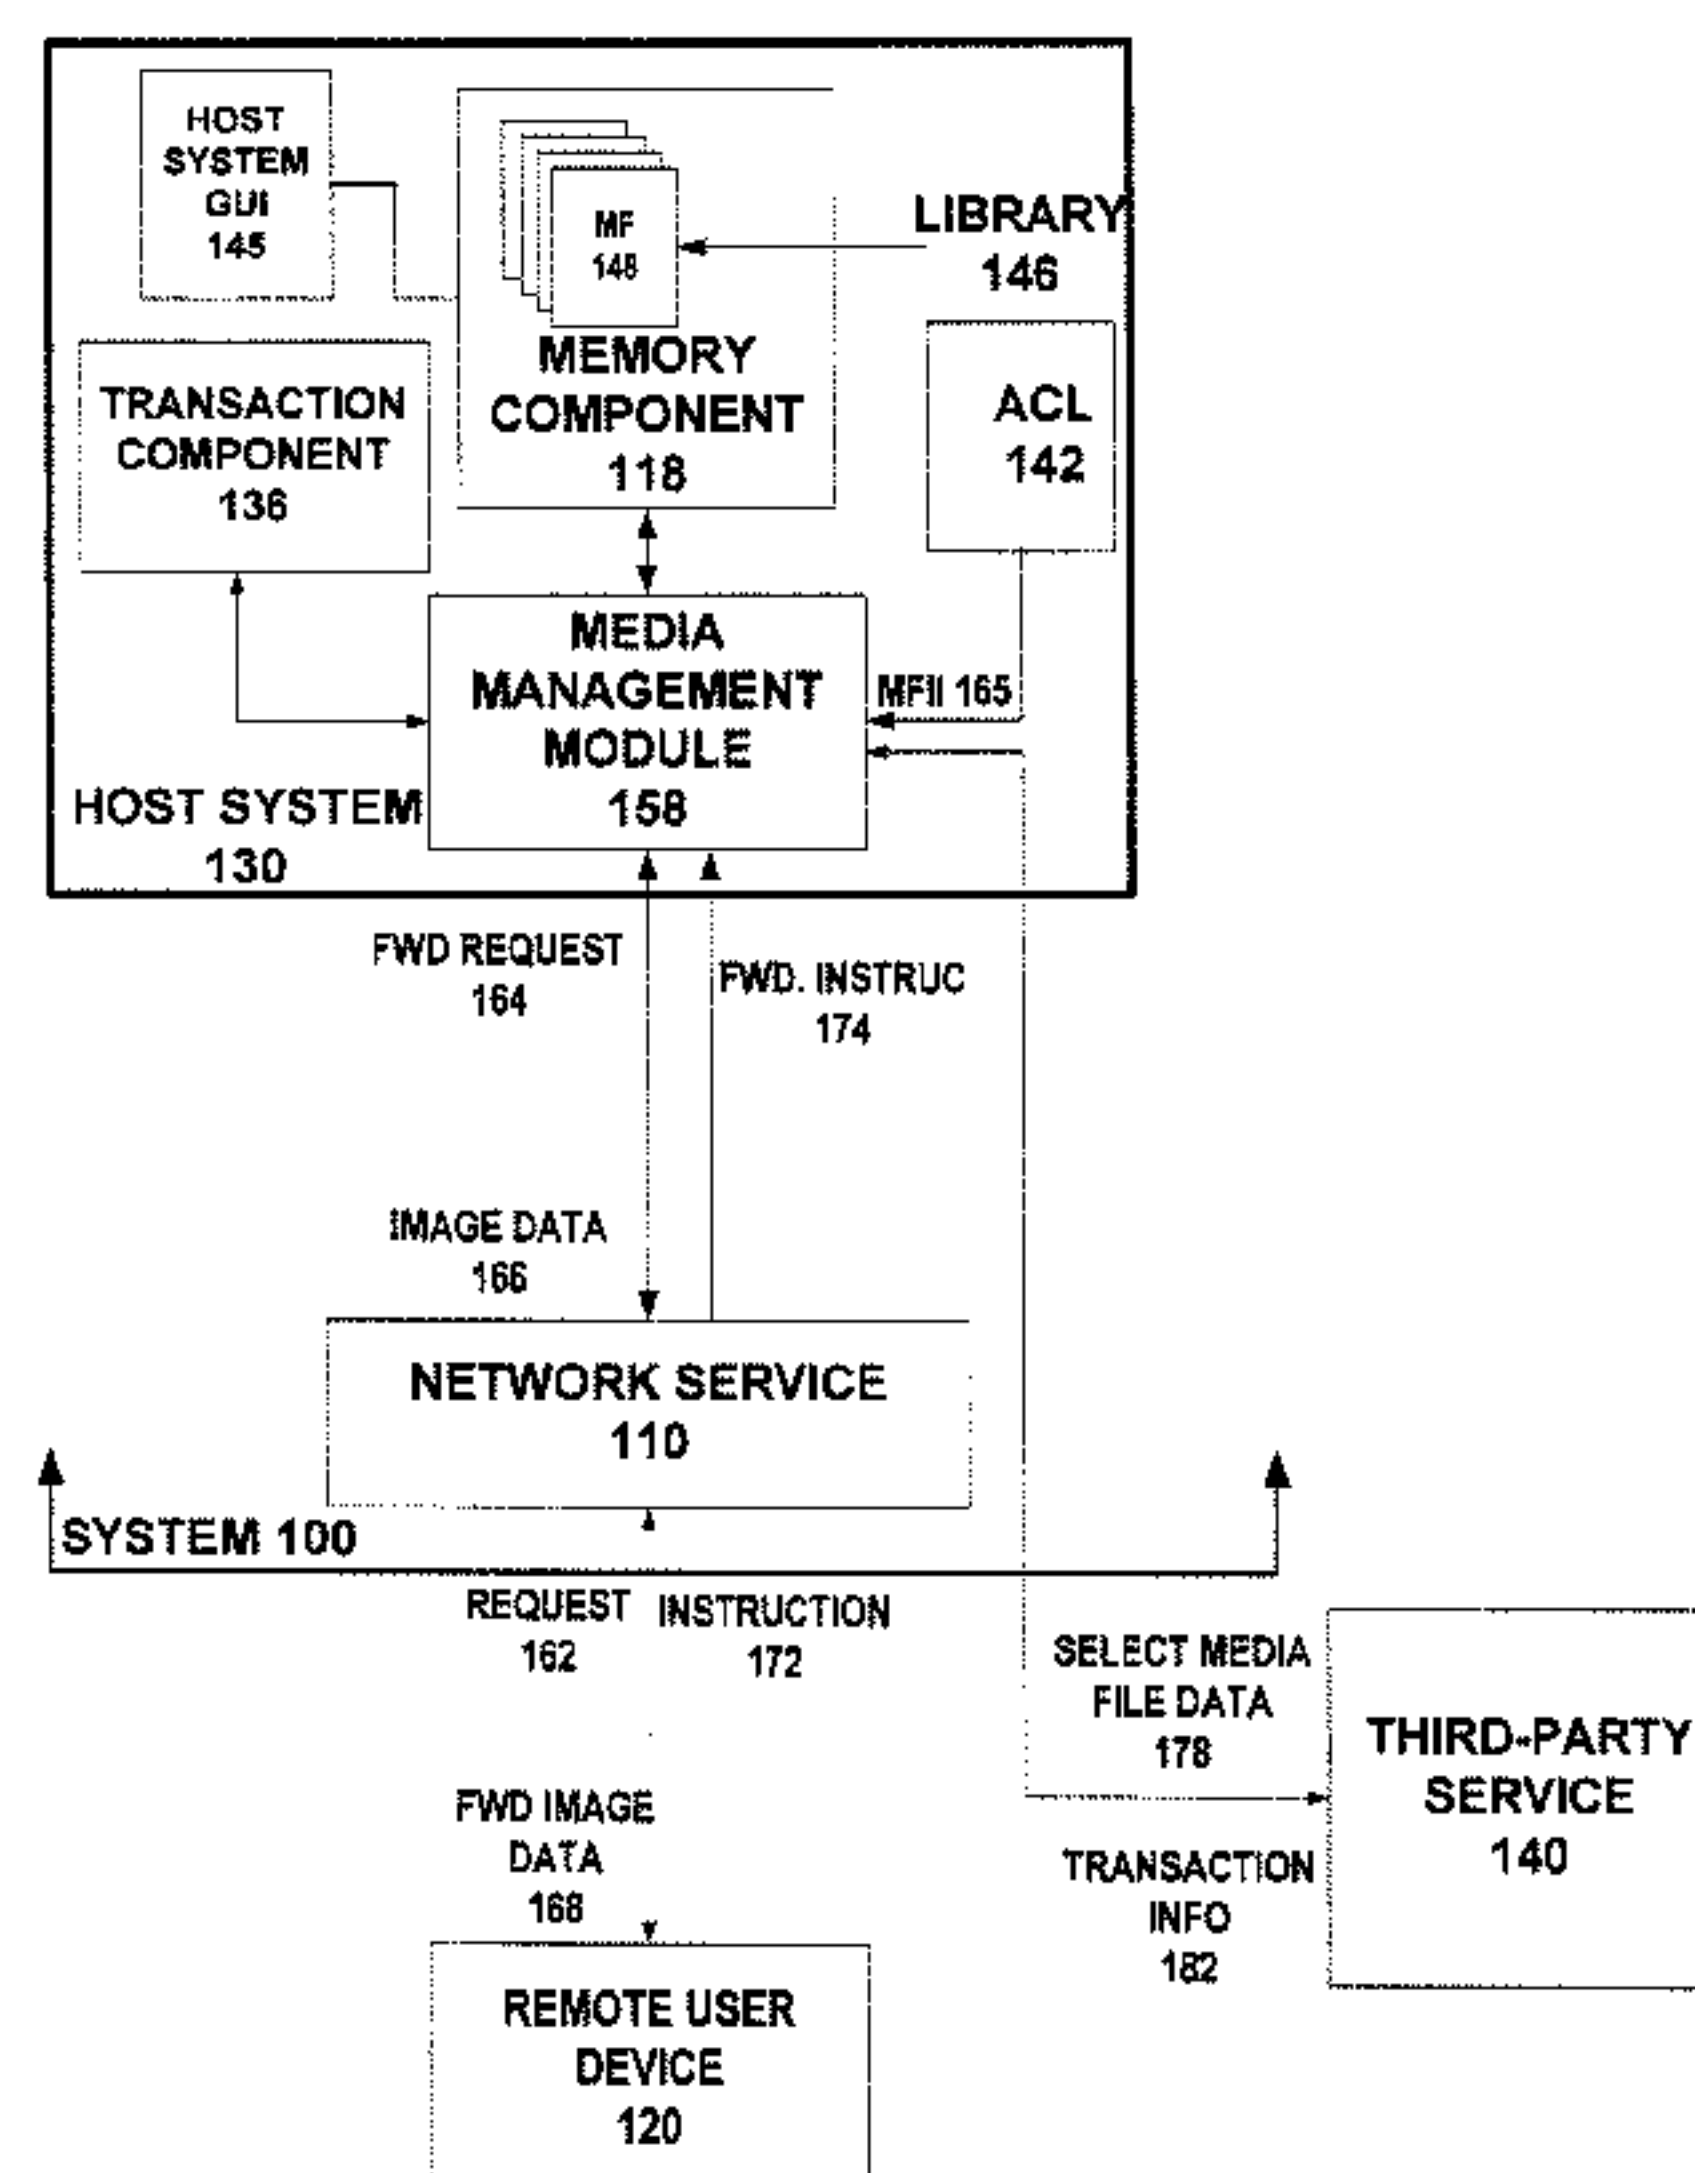 HOST
SYSTEM
GUI
145
MF
148
LIBRARY
146
MEMORY
COMPONENT
118
TRANSACTION
COMPONENT
136
ACL
142
MEDIA
MANAGEMENT
MODULE
158
MFII 165
HOST SYSTEM
130
FWD REQUEST
164
FWD. INSTRUC
174
IMAGE DATA
166
NETWORK SERVICE
110
SYSTEM 100
REQUEST
162
INSTRUCTION
172
SELECT MEDIA
FILE DATA
178
THIRD-PARTY
SERVICE
140
FWD IMAGE
DATA
168
TRANSACTION
INFO
182
REMOTE USER
DEVICE
120